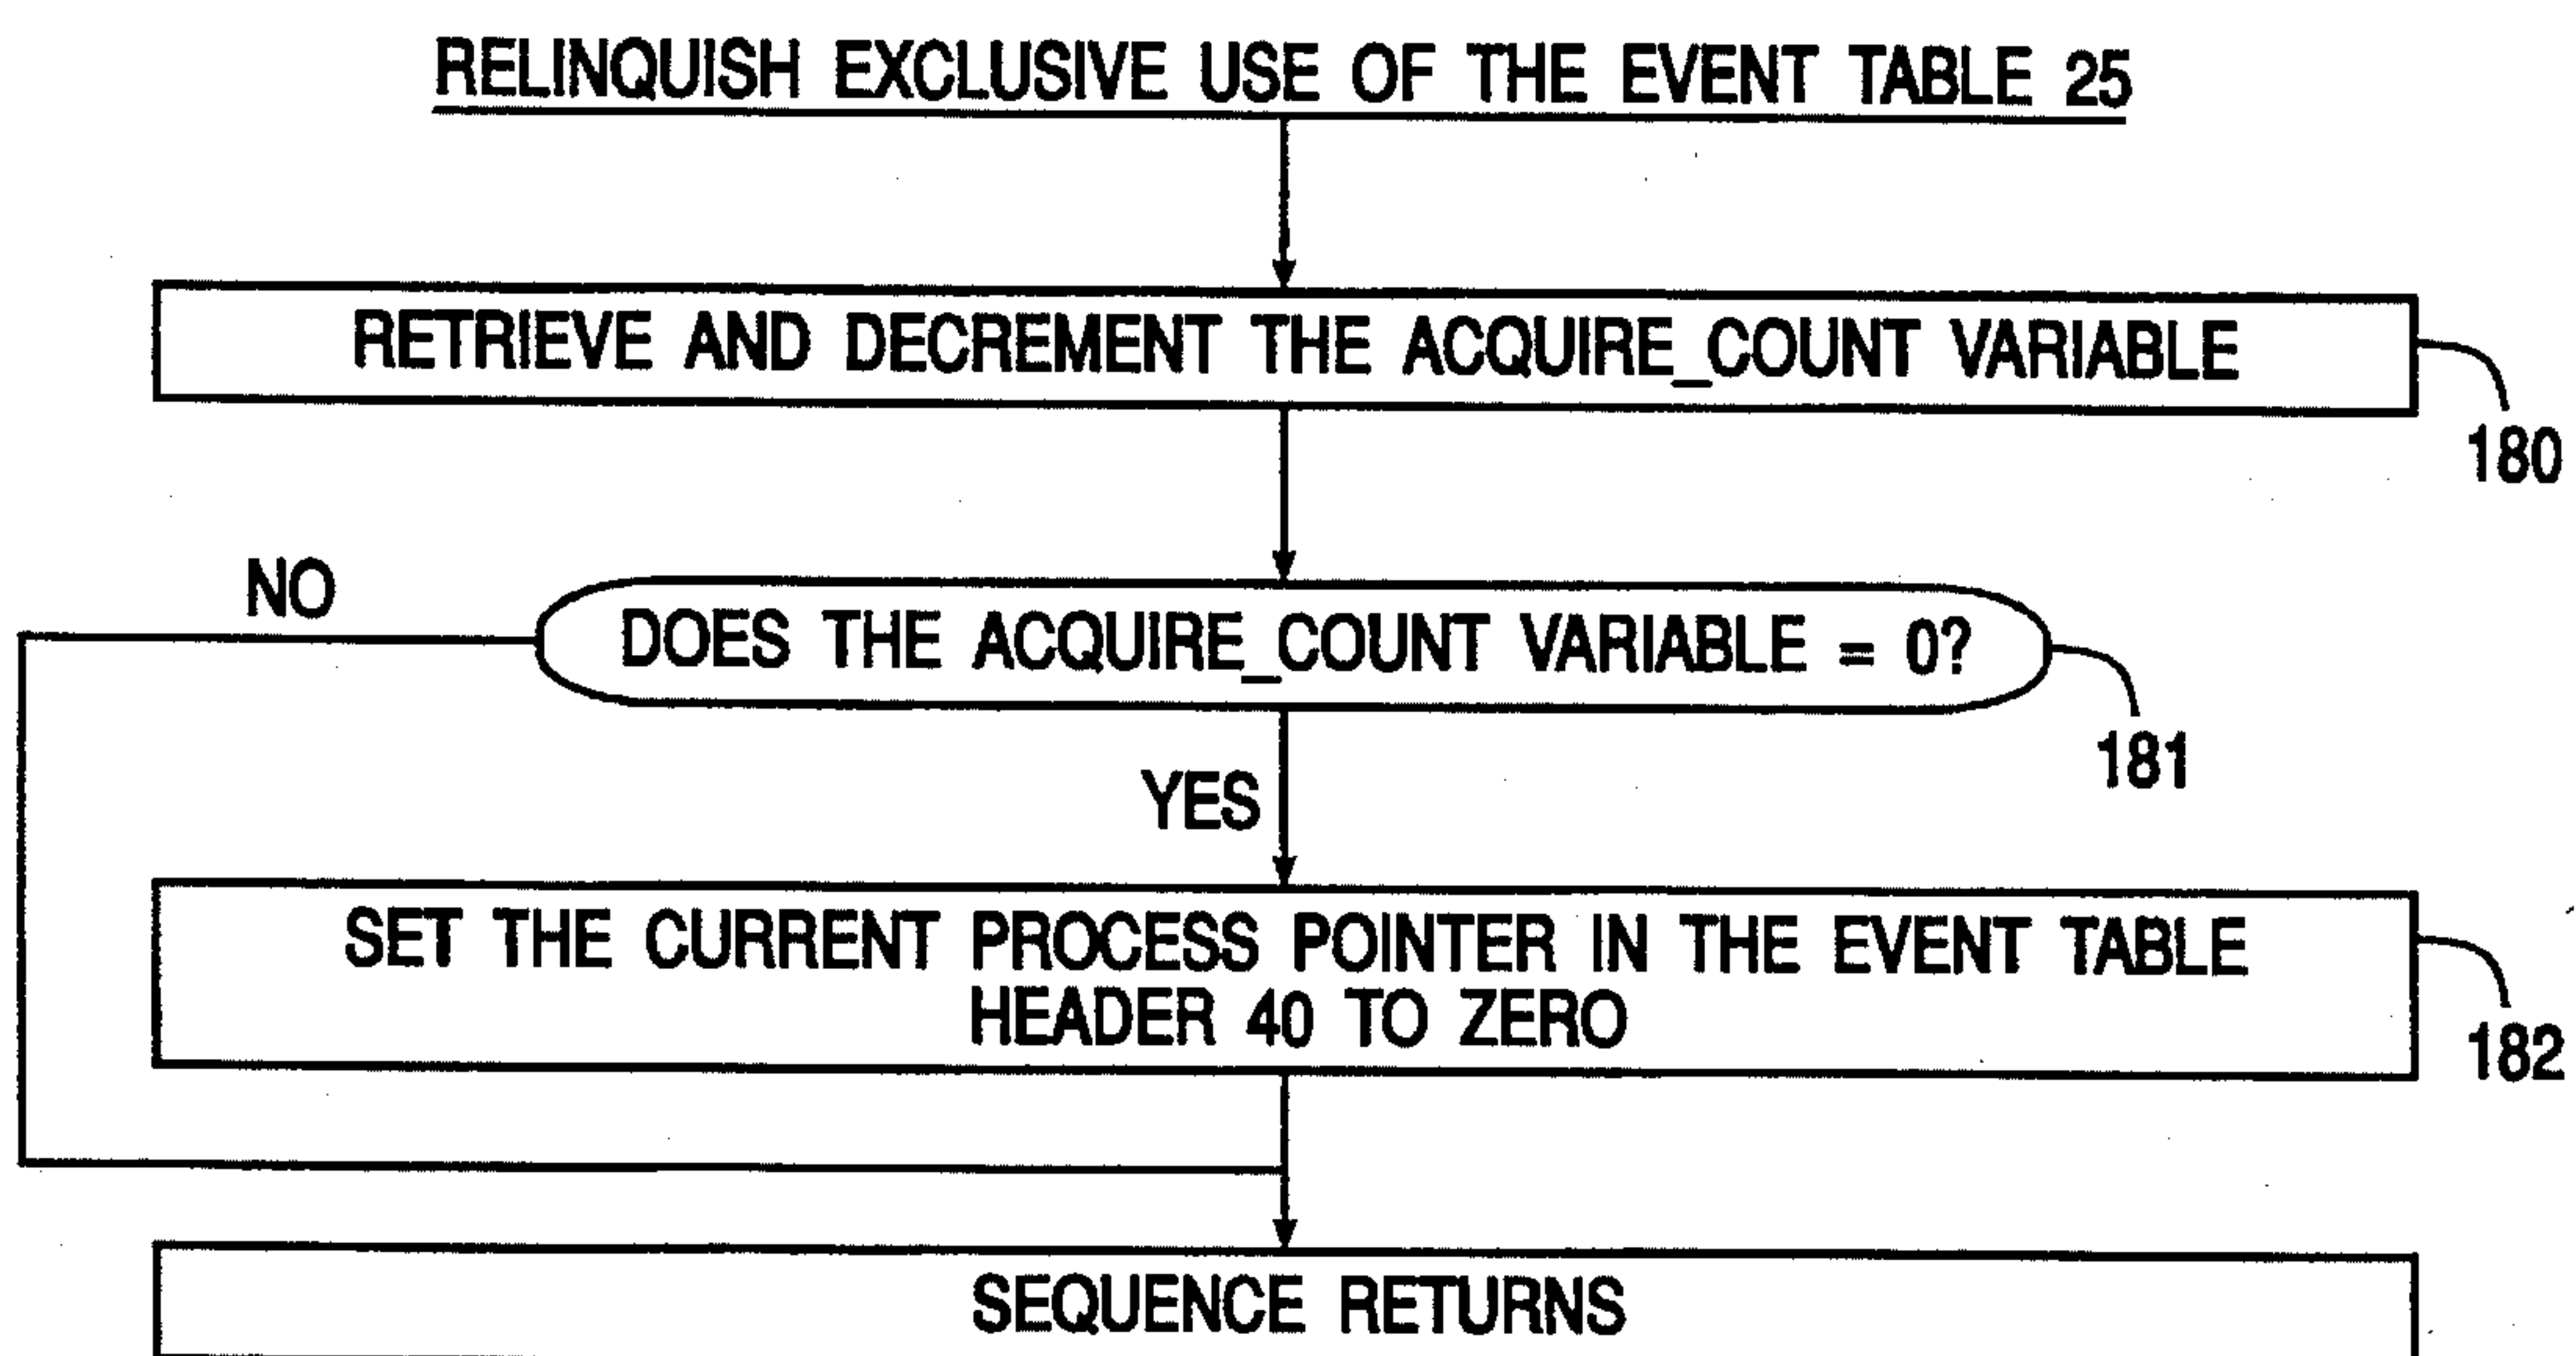 RELINQUISH EXCLUSIVE USE OF THE EVENT TABLE 25
RETRIEVE AND DECREMENT THE ACQUIRE_COUNT VARIABLE
180
NO
DOES THE ACQUIRE_COUNT VARIABLE = 0?
181
YES
SET THE CURRENT PROCESS POINTER IN THE EVENT TABLE
HEADER 40 TO ZERO
182
SEQUENCE RETURNS